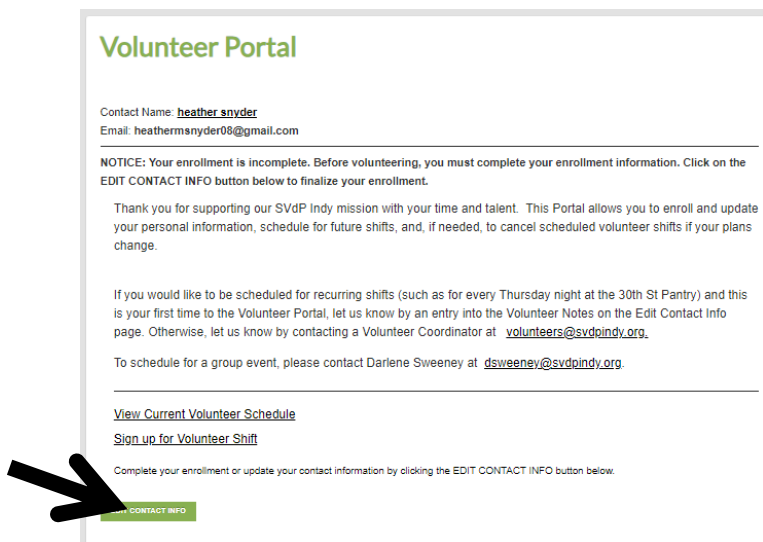 Volunteer Portal
Contact Name: heather snyder
Email: heathermsnyder08@gmail.com
NOTICE: Your enrollment is incomplete. Before volunteering, you must complete your enrollment information. Click on the
EDIT CONTACT INFO button below to finalize your enrollment.
Thank you for supporting our SVdP Indy mission with your time and talent. This Portal allows you to enroll and update
your personal information, schedule for future shifts, and, if needed, to cancel scheduled volunteer shifts if your plans
change.
If you would like to be scheduled for recurring shifts (such as for every Thursday night at the 30th St Pantry) and this
is your first time to the Volunteer Portal, let us know by an entry into the Volunteer Notes on the Edit Contact Info
page. Otherwise, let us know by contacting a Volunteer Coordinator at volunteers@svdpindy.org.
To schedule for a group event, please contact Darlene Sweeney at dsweeney@svdpindy.org.
View Current Volunteer Schedule
Sign up for Volunteer Shift
Complete your enrollment or update your contact information by clicking the EDIT CONTACT INFO button below.
EDIT CONTACT INFO